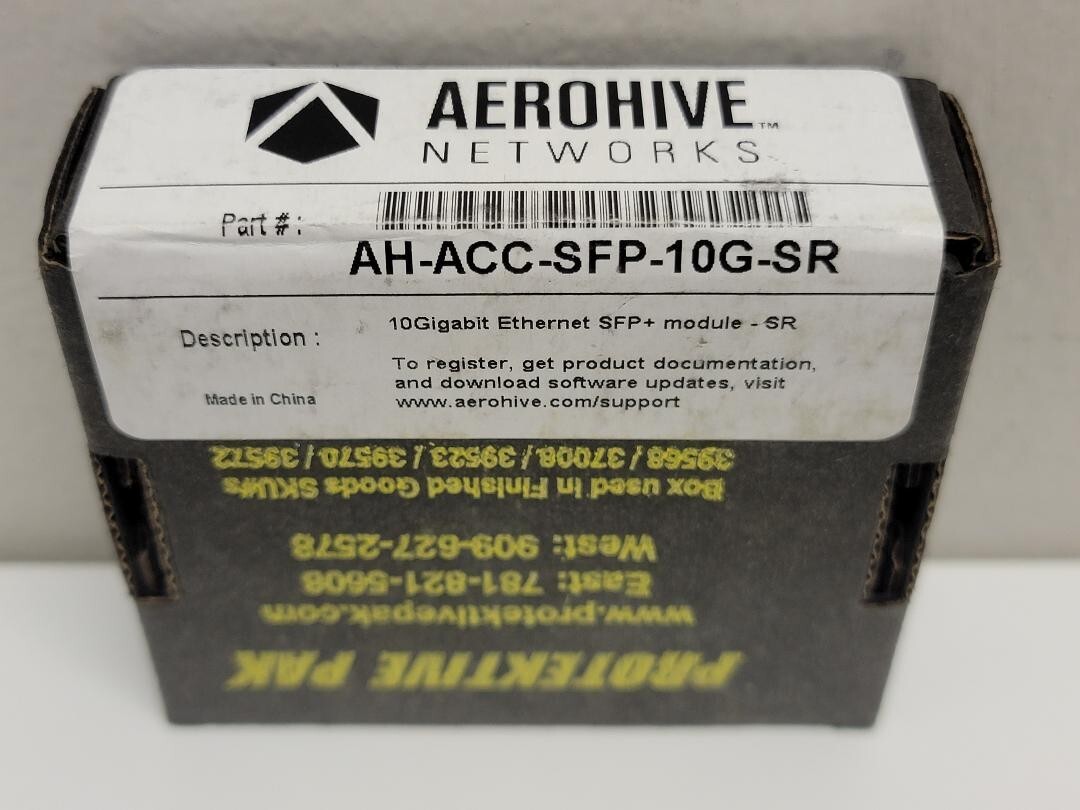 AEROHIVE™
NETWORKS
Part # :
AH-ACC-SFP-10G-SR
Description :
10Gigabit Ethernet SFP+ module - SR
To register, get product documentation,
and download software updates, visit
www.aerohive.com/support
Made in China
PROTEKTIVE PAK
www.protektivepak.com
East: 781-821-5608
West: 909-627-2578
Box used in Finished Goods SKU#s
39568 / 37008 / 39523 / 39570 / 39572